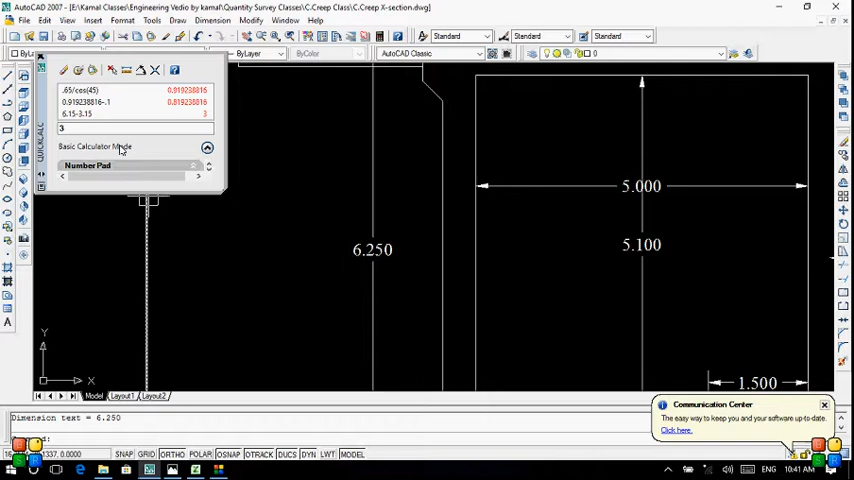 AutoCAD 2007 - [E:\Kamal Classes\Engineering Vedio by kamal\Quantity Survey Classes\C.Creep Class\C.Creep X-section.dwg]
File Edit View Insert Format Tools Draw Dimension Modify Window Help
Standard Standard Standard
ByLayer ByColor AutoCAD Classic 0
QUICKCALC
.65/cos(45) 0.919238816
0.919238816-.1 0.819238816
6.15-3.15 3
3
Basic Calculator Mode
Number Pad
5.000
5.100
6.250
1.500
Y
X
Model Layout1 Layout2
Communication Center
The easy way to keep you and your software up-to-date.
Click here.
Dimension text = 6.250
1337, 0.0000 SNAP GRID ORTHO POLAR OSNAP OTRACK DUCS DYN LWT MODEL
ENG 10:41 AM